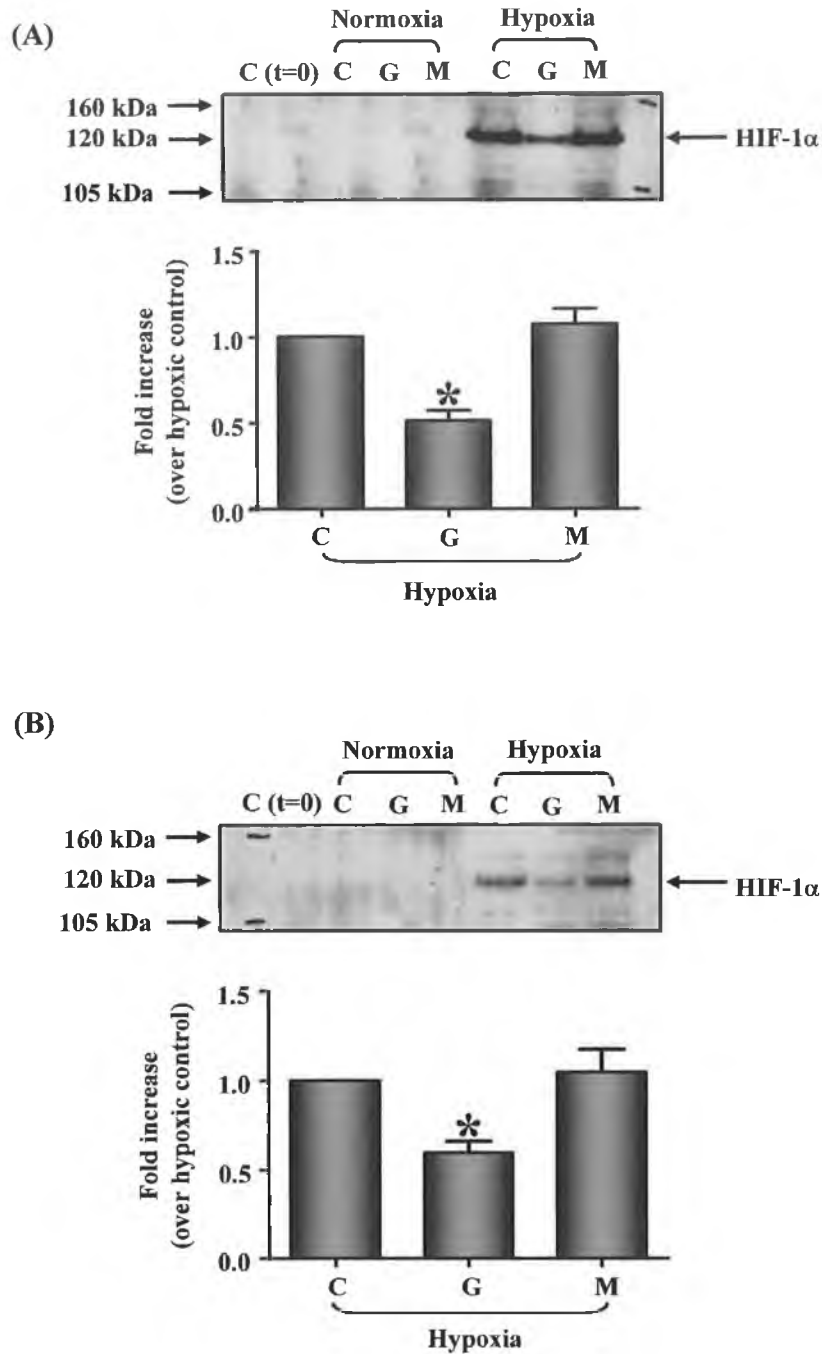 (A)
Normoxia Hypoxia
C (t=0) C G M C G M
160 kDa
120 kDa HIF-1α
105 kDa
Fold increase
(over hypoxic control)
1.5
1.0
0.5
0.0
*
C G M
Hypoxia
(B)
Normoxia Hypoxia
C (t=0) C G M C G M
160 kDa
120 kDa HIF-1α
105 kDa
Fold increase
(over hypoxic control)
1.5
1.0
0.5
0.0
*
C G M
Hypoxia